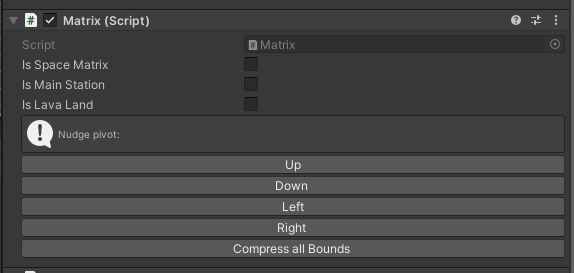 Matrix (Script)
Script Matrix
Is Space Matrix
Is Main Station
Is Lava Land
Nudge pivot:
Up
Down
Left
Right
Compress all Bounds